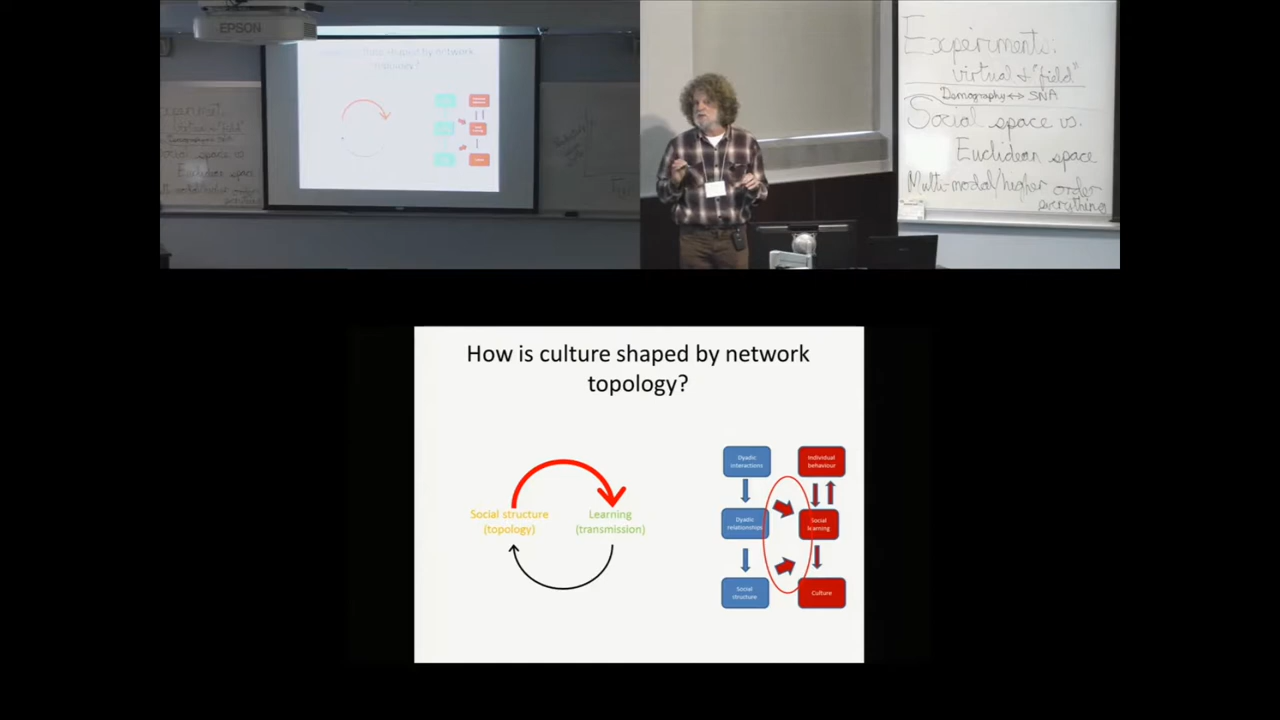 EPSON
Experiments:
virtual & "field"
Demography ↔ SNA
Social space vs.
Euclidean space
Multi-modal/higher order
everything
How is culture shaped by network
topology?
Social structure
(topology)
Learning
(transmission)
Dyadic
interactions
Individual
behaviour
Dyadic
relationships
Social
learning
Social
structure
Culture